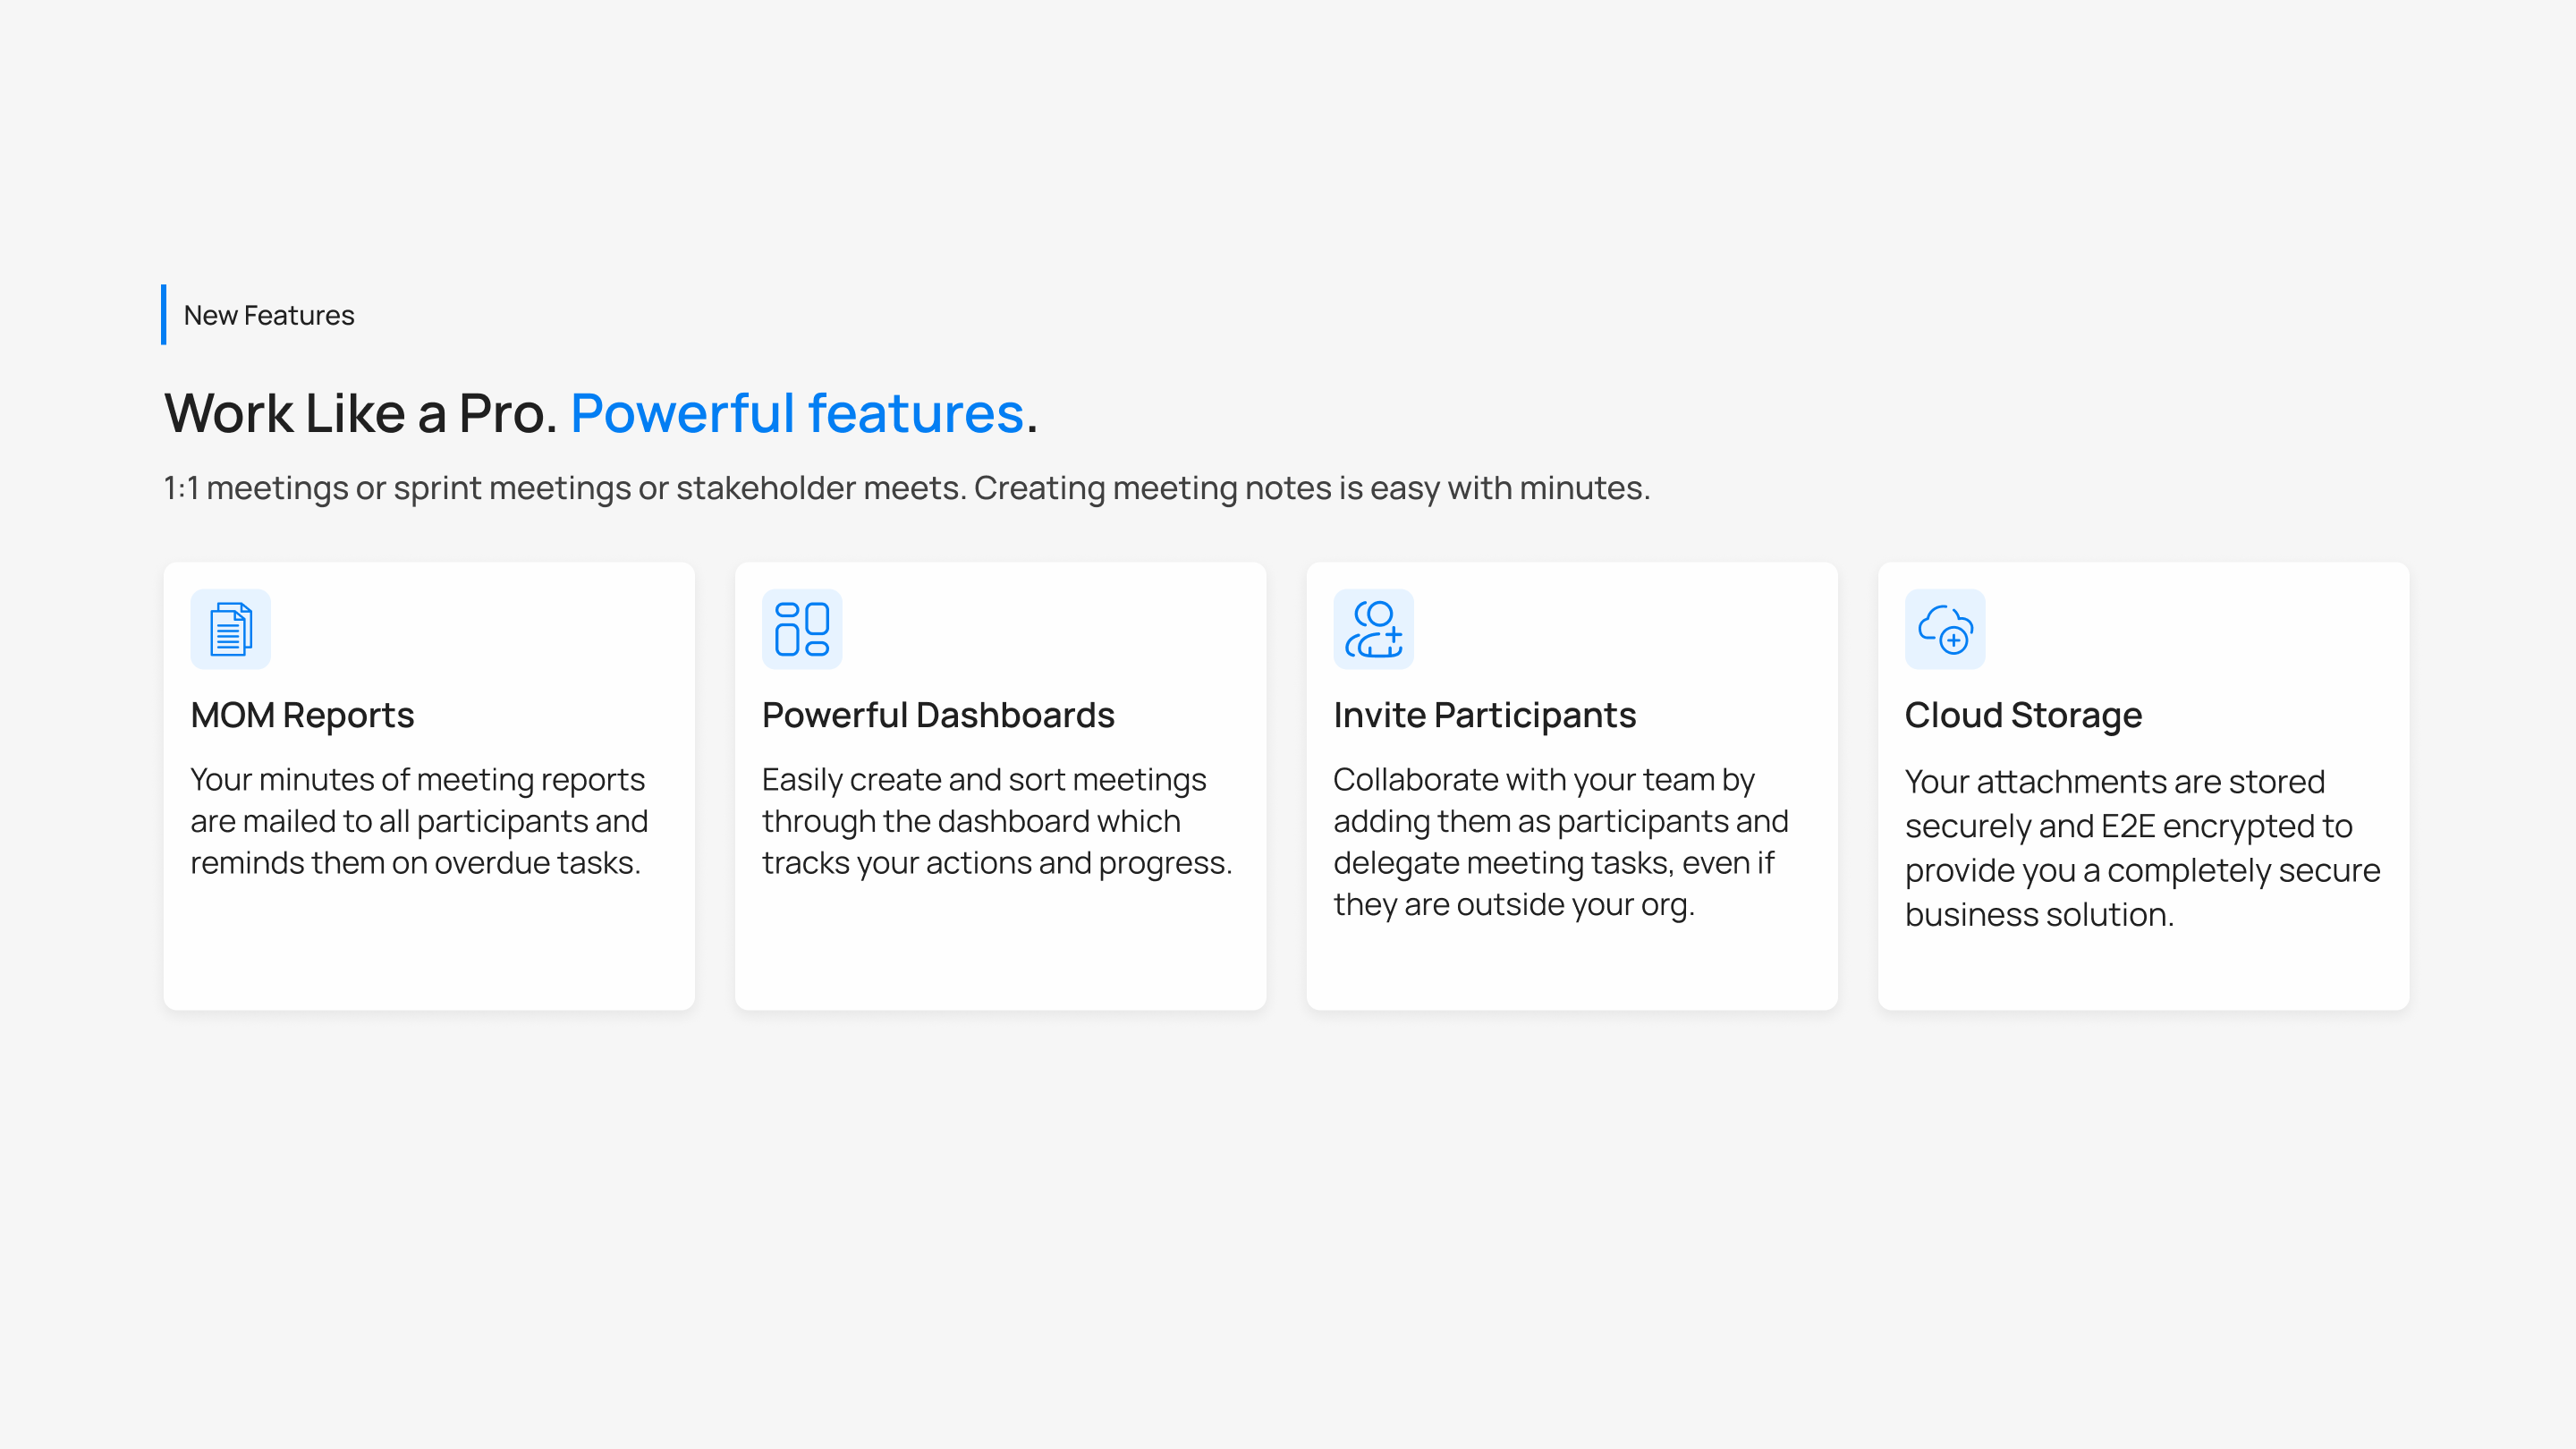 New Features
Work Like a Pro. Powerful features.
1:1 meetings or sprint meetings or stakeholder meets. Creating meeting notes is easy with minutes.
MOM Reports
Your minutes of meeting reports
are mailed to all participants and
reminds them on overdue tasks.
Powerful Dashboards
Easily create and sort meetings
through the dashboard which
tracks your actions and progress.
Invite Participants
Collaborate with your team by
adding them as participants and
delegate meeting tasks, even if
they are outside your org.
Cloud Storage
Your attachments are stored
securely and E2E encrypted to
provide you a completely secure
business solution.